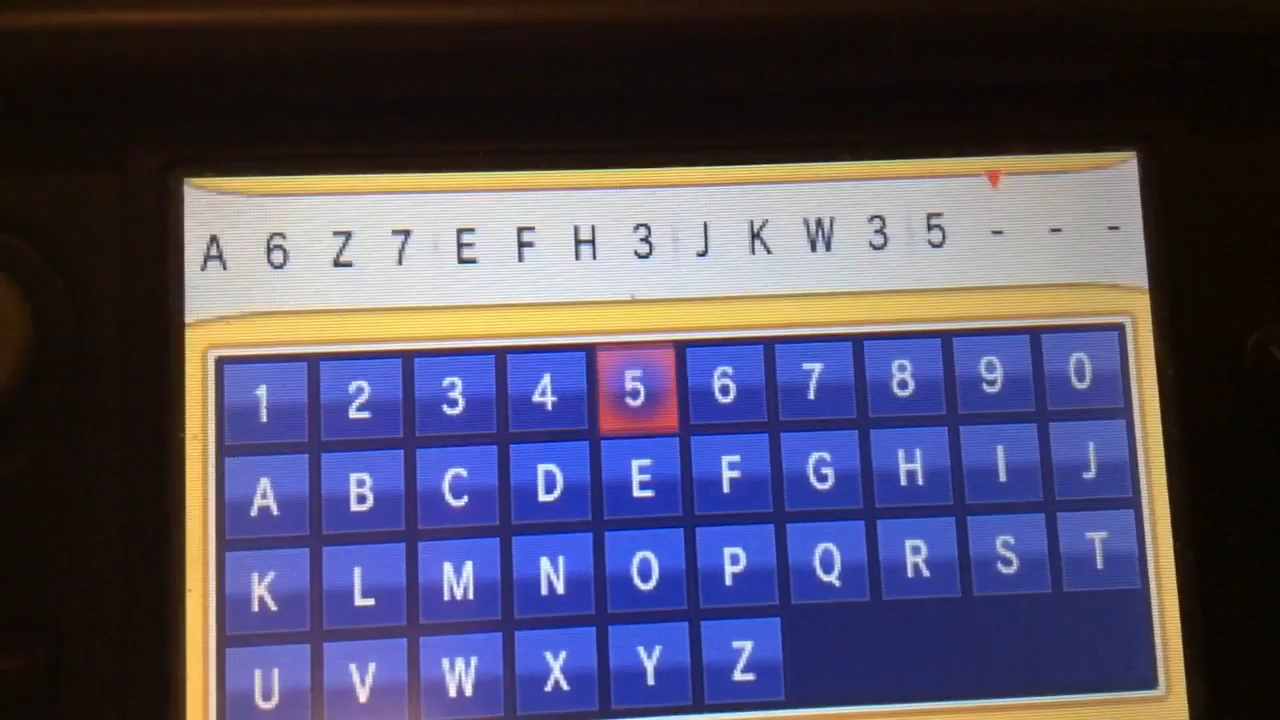 A 6 Z 7 E F H 3 J K W 3 5 - - -
1 2 3 4 5 6 7 8 9 0
A B C D E F G H I J
K L M N O P Q R S T
U V W X Y Z